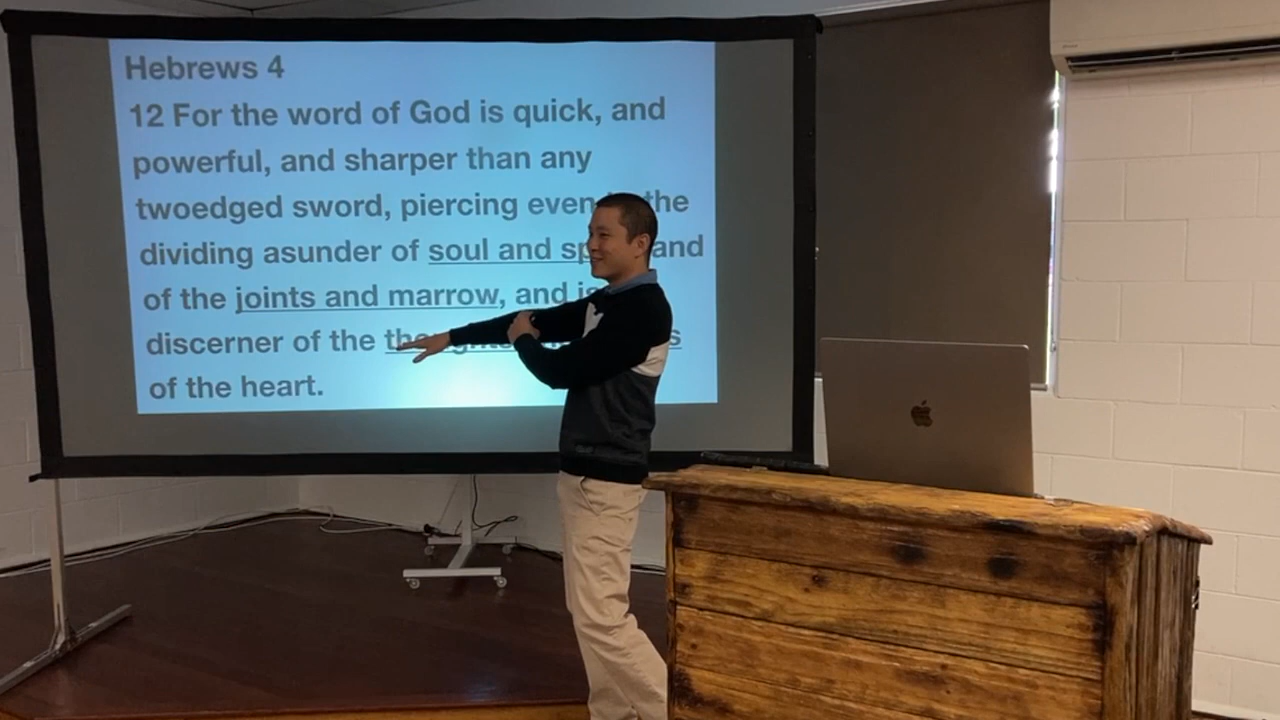 Hebrews 4
12 For the word of God is quick, and
powerful, and sharper than any
twoedged sword, piercing even the
dividing asunder of soul and and
of the joints and marrow, and
discerner of the
of the heart.